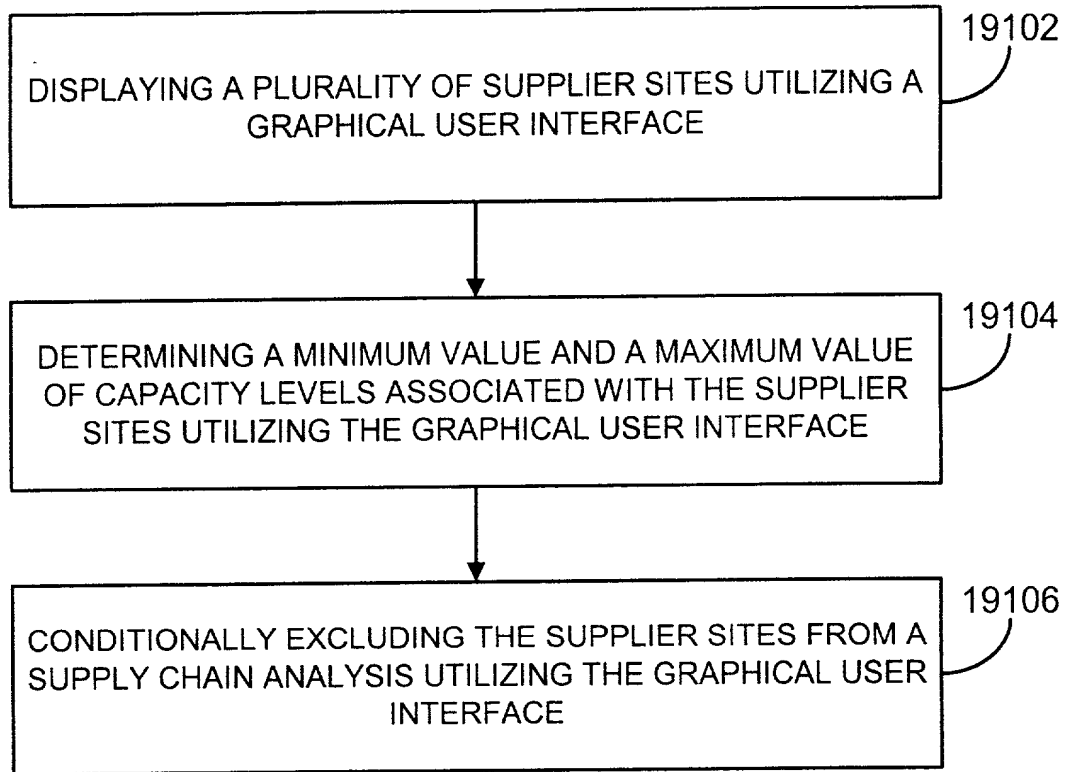 19102
DISPLAYING A PLURALITY OF SUPPLIER SITES UTILIZING A
GRAPHICAL USER INTERFACE
19104
DETERMINING A MINIMUM VALUE AND A MAXIMUM VALUE
OF CAPACITY LEVELS ASSOCIATED WITH THE SUPPLIER
SITES UTILIZING THE GRAPHICAL USER INTERFACE
19106
CONDITIONALLY EXCLUDING THE SUPPLIER SITES FROM A
SUPPLY CHAIN ANALYSIS UTILIZING THE GRAPHICAL USER
INTERFACE